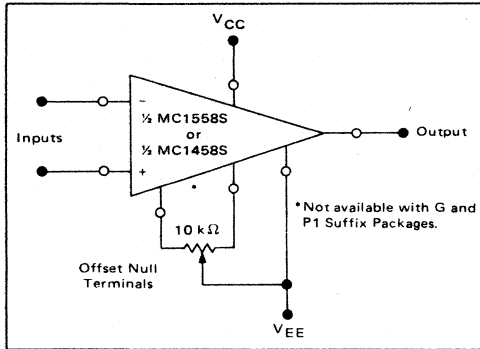 VCC
−
½ MC1558S
or
½ MC1458S
+
Inputs
Output
*
*Not available with G and
P1 Suffix Packages.
10 kΩ
Offset Null
Terminals
VEE